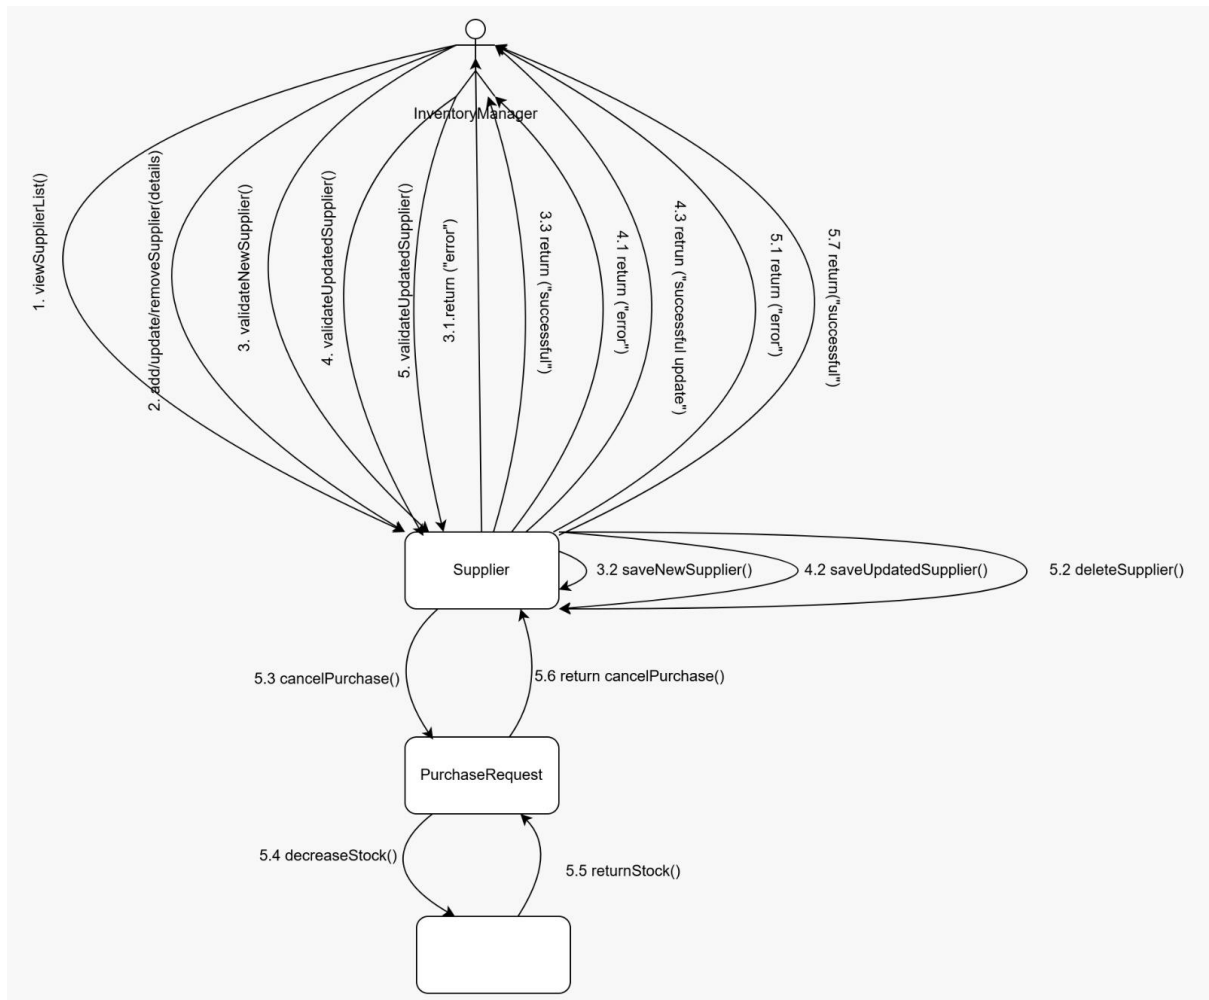 InventoryManager
1. viewSupplierList()
2. add/update/removeSupplier(details)
3. validateNewSupplier()
4. validateUpdatedSupplier()
5. validateUpdatedSupplier()
3.1.return ("error")
3.3 return ("successful")
4.1 return ("error")
4.3 retrun ("successful update")
5.1 return ("error")
5.7 return("successful")
Supplier
3.2 saveNewSupplier()
4.2 saveUpdatedSupplier()
5.2 deleteSupplier()
5.3 cancelPurchase()
5.6 return cancelPurchase()
PurchaseRequest
5.4 decreaseStock()
5.5 returnStock()